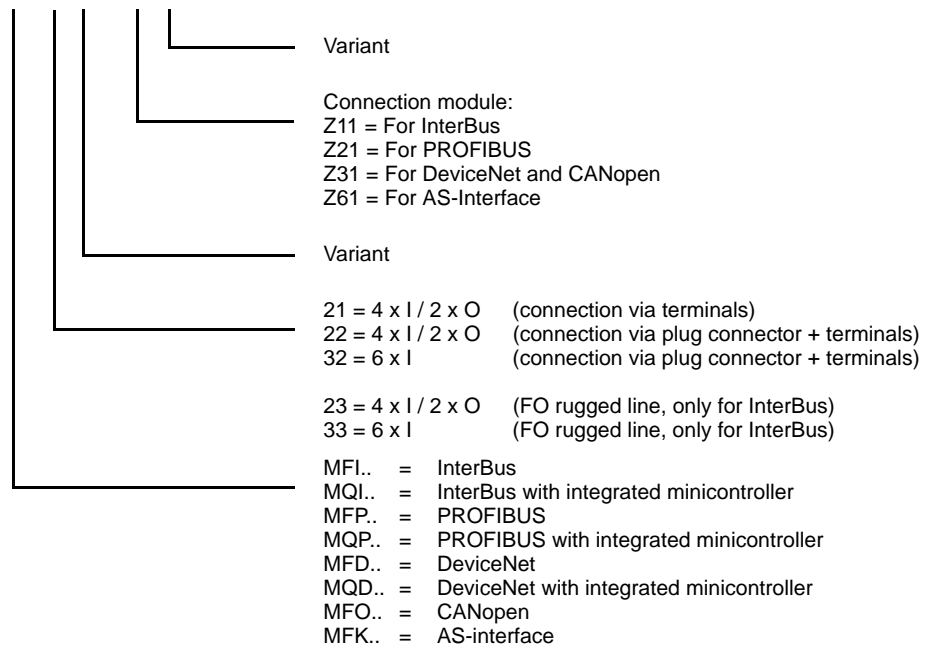 Variant
Connection module:
Z11 = For InterBus
Z21 = For PROFIBUS
Z31 = For DeviceNet and CANopen
Z61 = For AS-Interface
Variant
21 = 4 x I / 2 x O (connection via terminals)
22 = 4 x I / 2 x O (connection via plug connector + terminals)
32 = 6 x I (connection via plug connector + terminals)
23 = 4 x I / 2 x O (FO rugged line, only for InterBus)
33 = 6 x I (FO rugged line, only for InterBus)
MFI.. = InterBus
MQI.. = InterBus with integrated minicontroller
MFP.. = PROFIBUS
MQP.. = PROFIBUS with integrated minicontroller
MFD.. = DeviceNet
MQD.. = DeviceNet with integrated minicontroller
MFO.. = CANopen
MFK.. = AS-interface